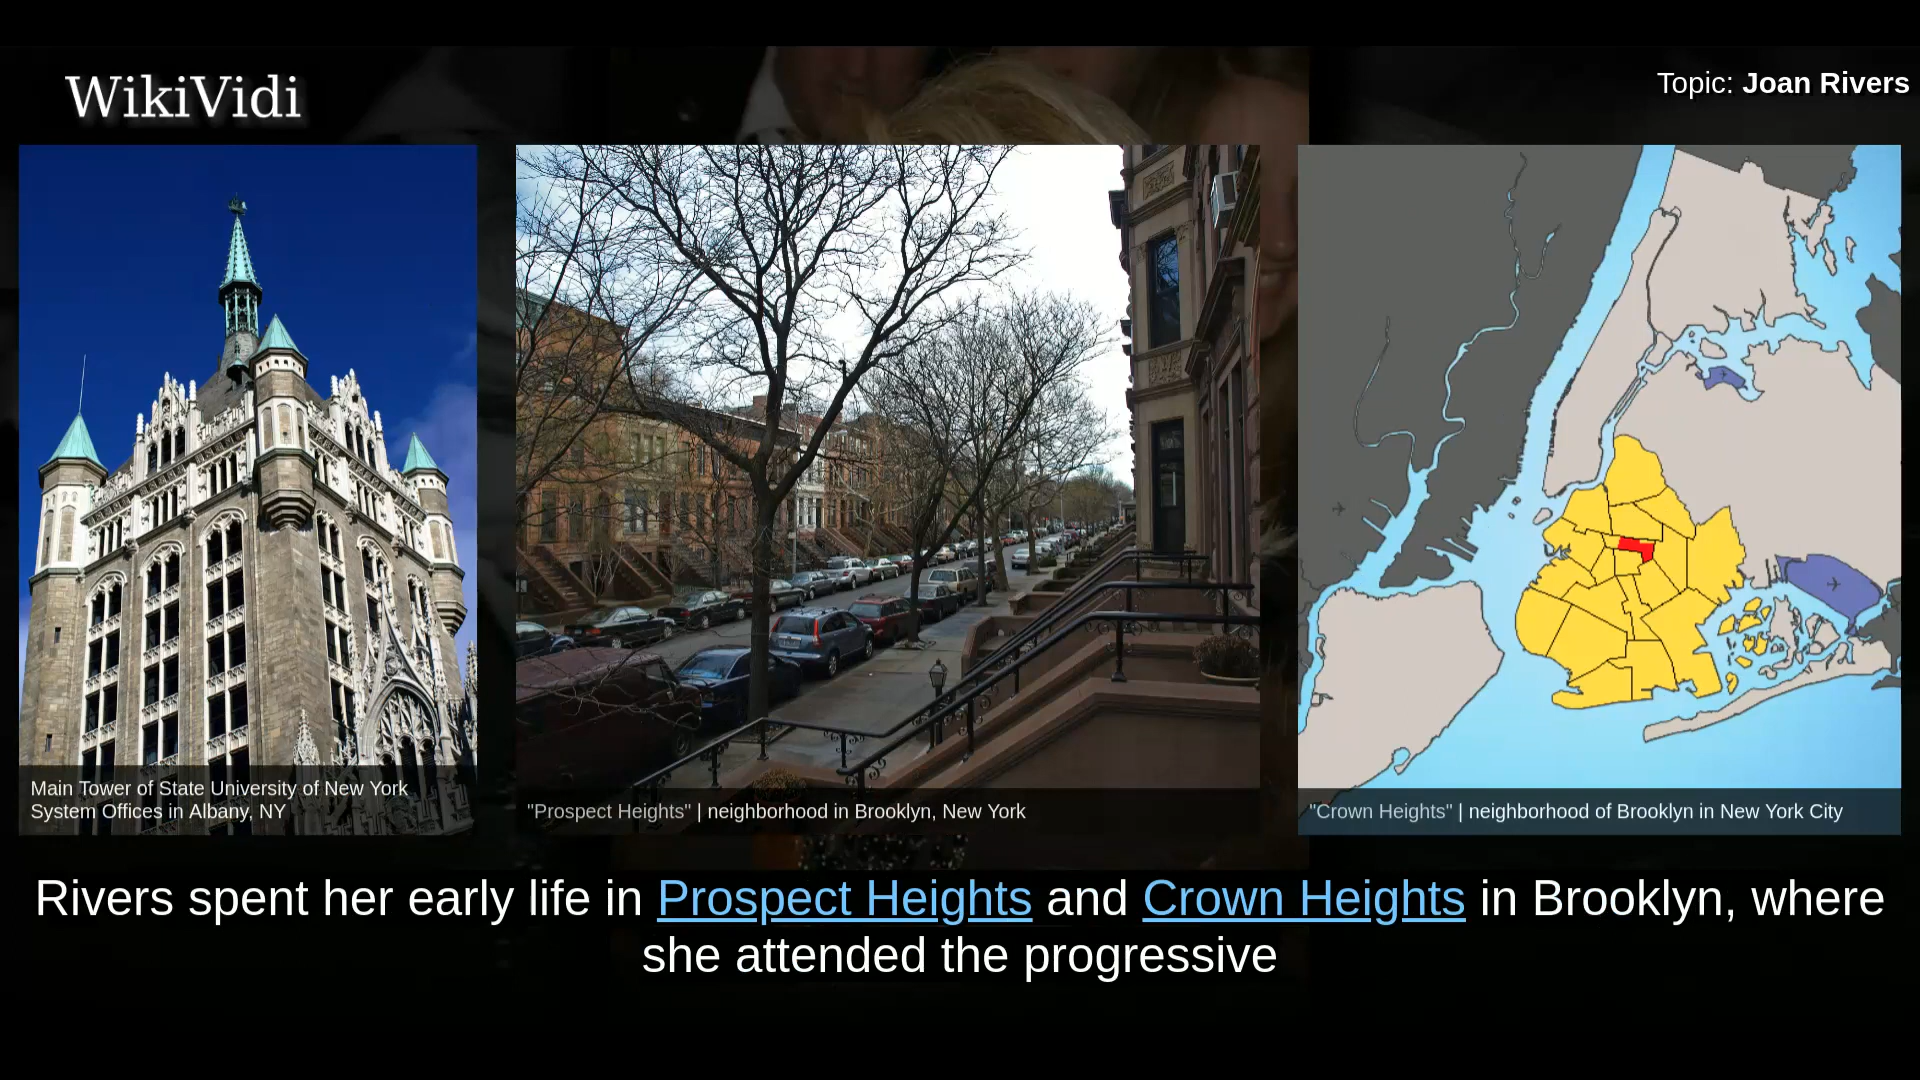 WikiVidi
Topic: Joan Rivers
Main Tower of State University of New York
System Offices in Albany, NY
"Prospect Heights" | neighborhood in Brooklyn, New York
"Crown Heights" | neighborhood of Brooklyn in New York City
Rivers spent her early life in Prospect Heights and Crown Heights in Brooklyn, where
she attended the progressive